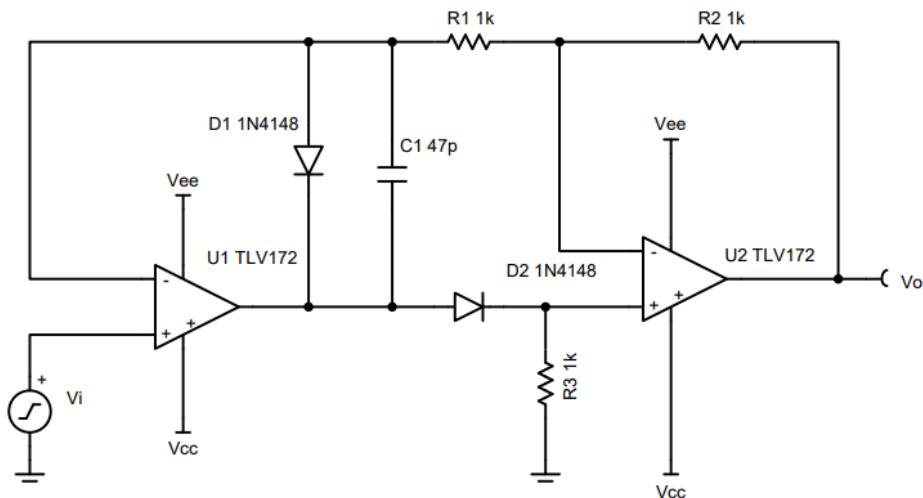 R1 1k
R2 1k
D1 1N4148
C1 47p
Vee
Vee
U1 TLV172
D2 1N4148
U2 TLV172
-
-
Vo
+
+
+
+
R3 1k
+
Vi
Vcc
Vcc